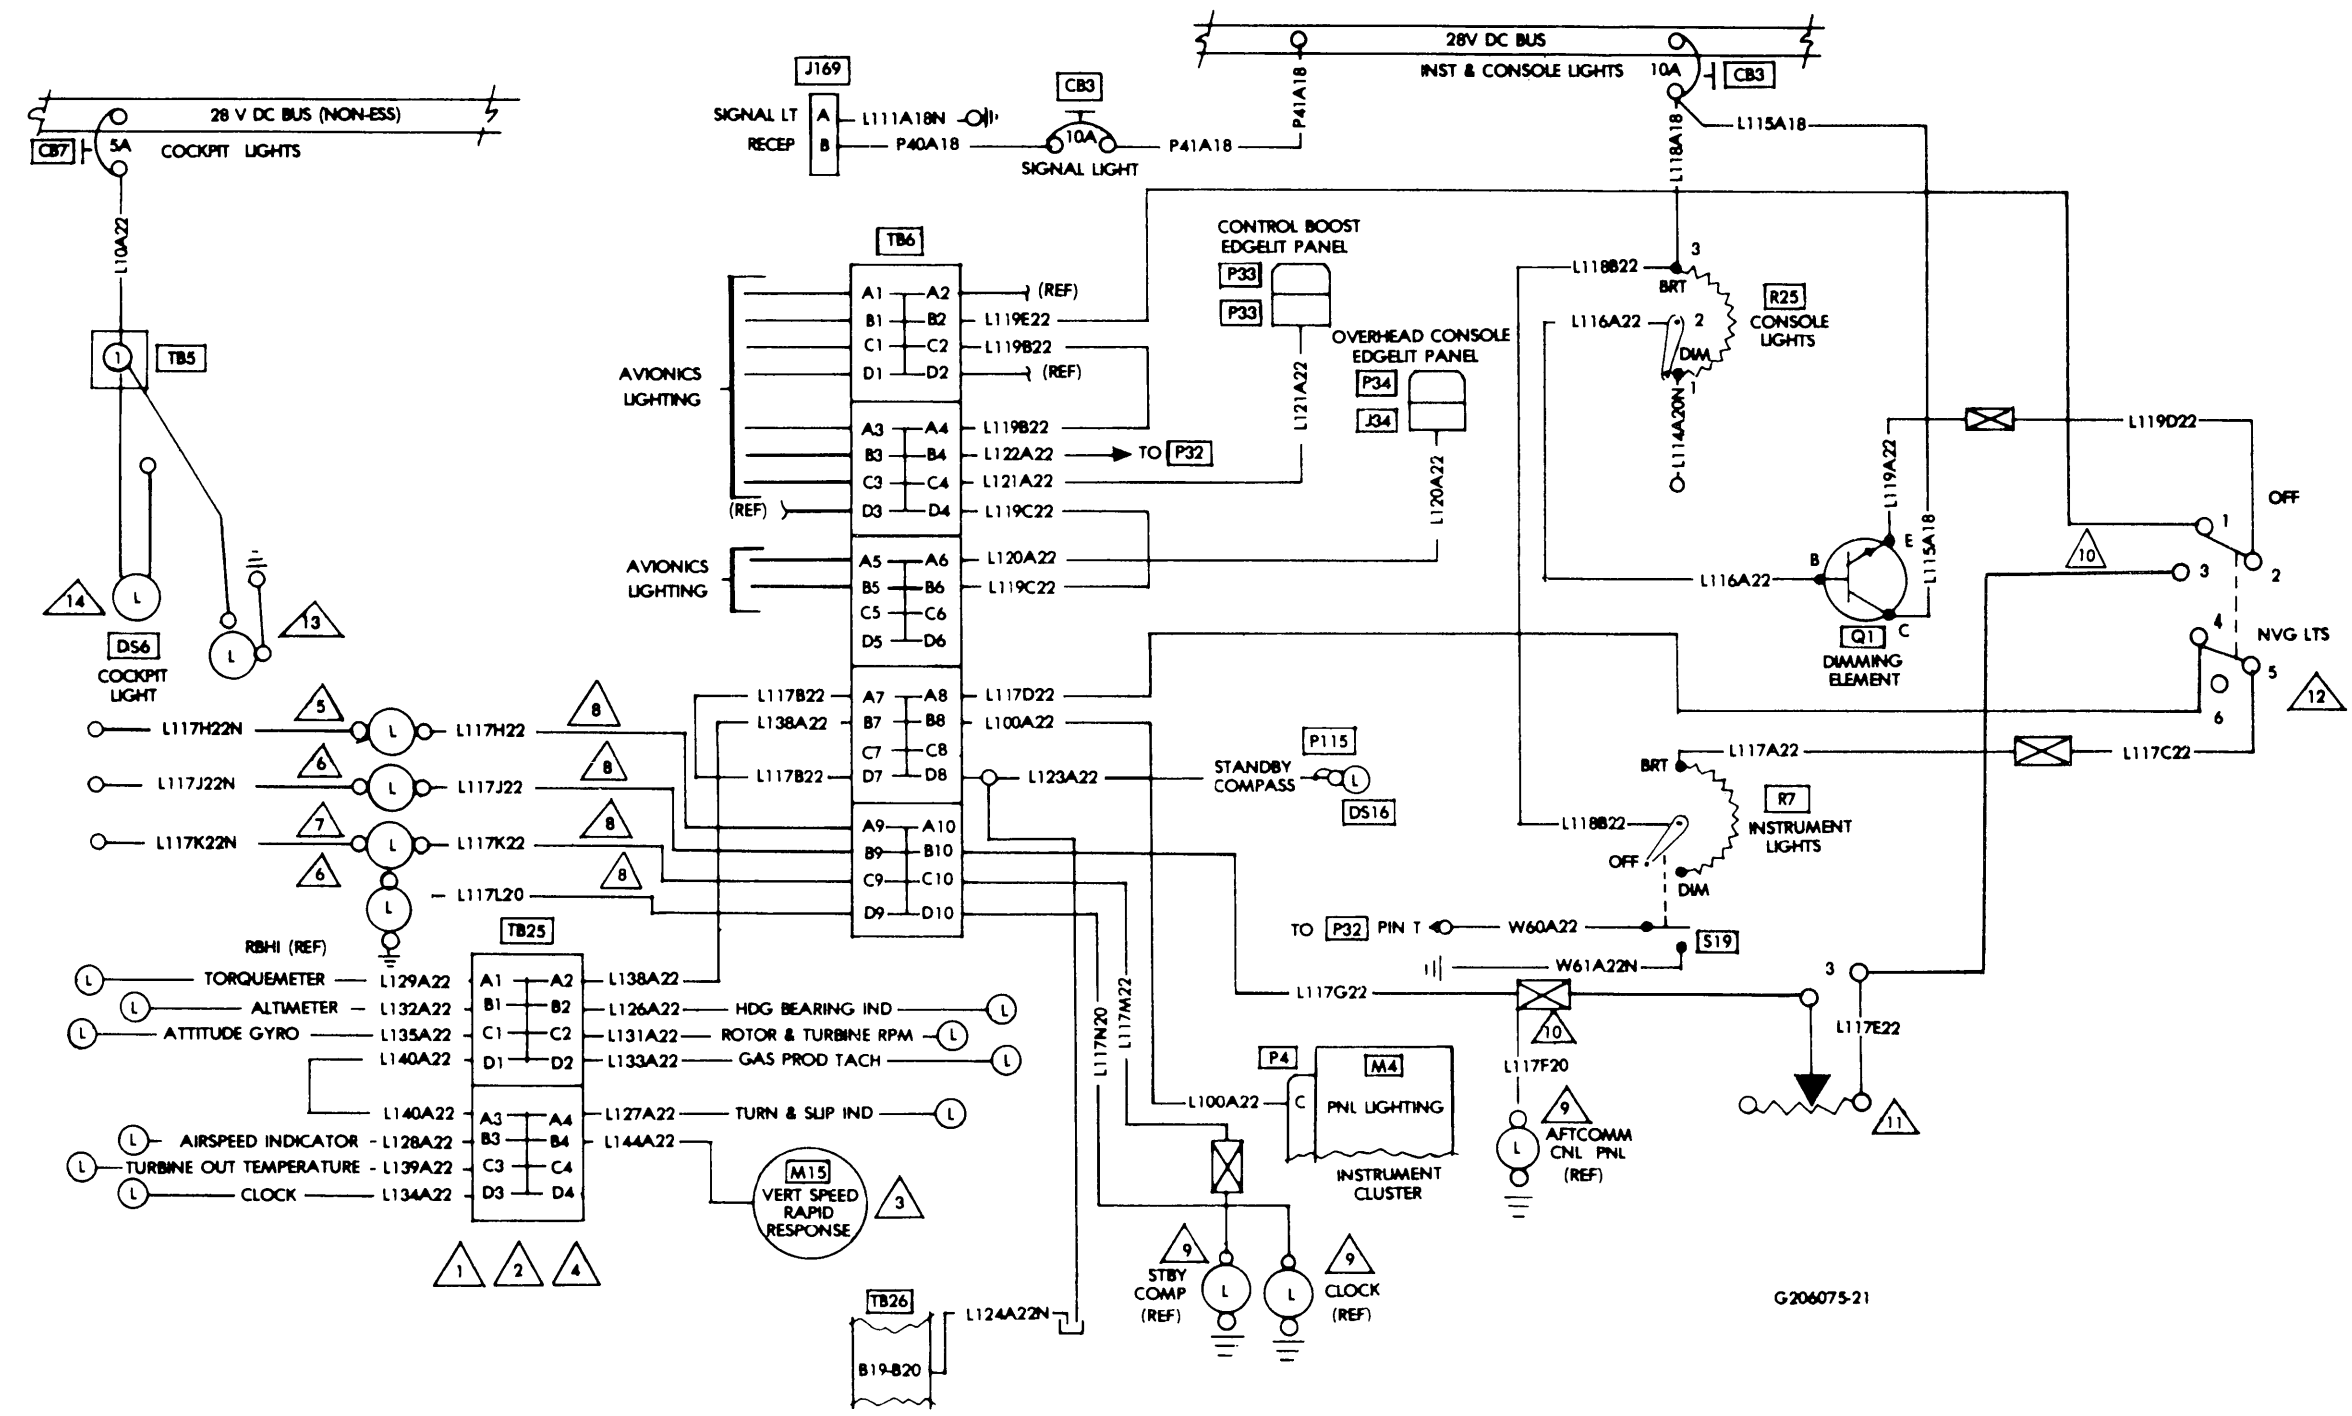 28V DC BUS
INST & CONSOLE LIGHTS
10A
CB3
J169
SIGNAL LT
A
L111A18N
RECEP
B
P40A18
CB3
10A
SIGNAL LIGHT
P41A18
P41A18
L118A18
L115A18
28 V DC BUS (NON-ESS)
CB7
5A
COCKPIT LIGHTS
L10A22
1
TB5
14
L
DS6
COCKPIT
LIGHT
L
13
TB6
AVIONICS
LIGHTING
A1
A2
(REF)
B1
B2
L119E22
C1
C2
L119B22
D1
D2
(REF)
A3
A4
L119B22
B3
B4
L122A22
TO
P32
C3
C4
L121A22
(REF)
D3
D4
L119C22
AVIONICS
LIGHTING
A5
A6
L120A22
B5
B6
L119C22
C5
C6
D5
D6
L117B22
A7
A8
L117D22
L138A22
B7
B8
L100A22
C7
C8
L117B22
D7
D8
L123A22
A9
A10
B9
B10
C9
C10
D9
D10
CONTROL BOOST
EDGELIT PANEL
P33
P33
L121A22
OVERHEAD CONSOLE
EDGELIT PANEL
P34
J34
L120A22
L118B22
3
BRT
R25
CONSOLE
LIGHTS
L116A22
2
DIM
1
L114A20N
L119A22
L119D22
L115A18
B
E
C
L116A22
Q1
DIMMING
ELEMENT
OFF
1
10
3
2
4
NVG LTS
5
6
12
L117A22
L117C22
BRT
R7
INSTRUMENT
LIGHTS
L118B22
OFF
DIM
TO
P32
PIN T
W60A22
S19
W61A22N
STANDBY
COMPASS
P115
L
DS16
L117H22N
5
L
L117H22
8
L117J22N
6
L
L117J22
8
L117K22N
7
L
L117K22
8
6
L
L117L20
8
RBHI (REF)
TB25
L
TORQUEMETER
L129A22
A1
A2
L138A22
L
ALTIMETER
L132A22
B1
B2
L126A22
HDG BEARING IND
L
L
ATTITUDE GYRO
L135A22
C1
C2
L131A22
ROTOR & TURBINE RPM
L
L140A22
D1
D2
L133A22
GAS PROD TACH
L
L140A22
A3
A4
L127A22
TURN & SLIP IND
L
L
AIRSPEED INDICATOR
L128A22
B3
B4
L144A22
L
TURBINE OUT TEMPERATURE
L139A22
C3
C4
L
CLOCK
L134A22
D3
D4
M15
VERT SPEED
RAPID
RESPONSE
3
1
2
4
L117N20
L117M22
L117G22
10
3
L117E22
11
L117F20
9
L
AFTCOMM
CNL PNL
(REF)
P4
M4
L100A22
C
PNL LIGHTING
INSTRUMENT
CLUSTER
9
STBY
COMP
(REF)
L
L
9
CLOCK
(REF)
TB26
L124A22N
B19-B20
G206075-21